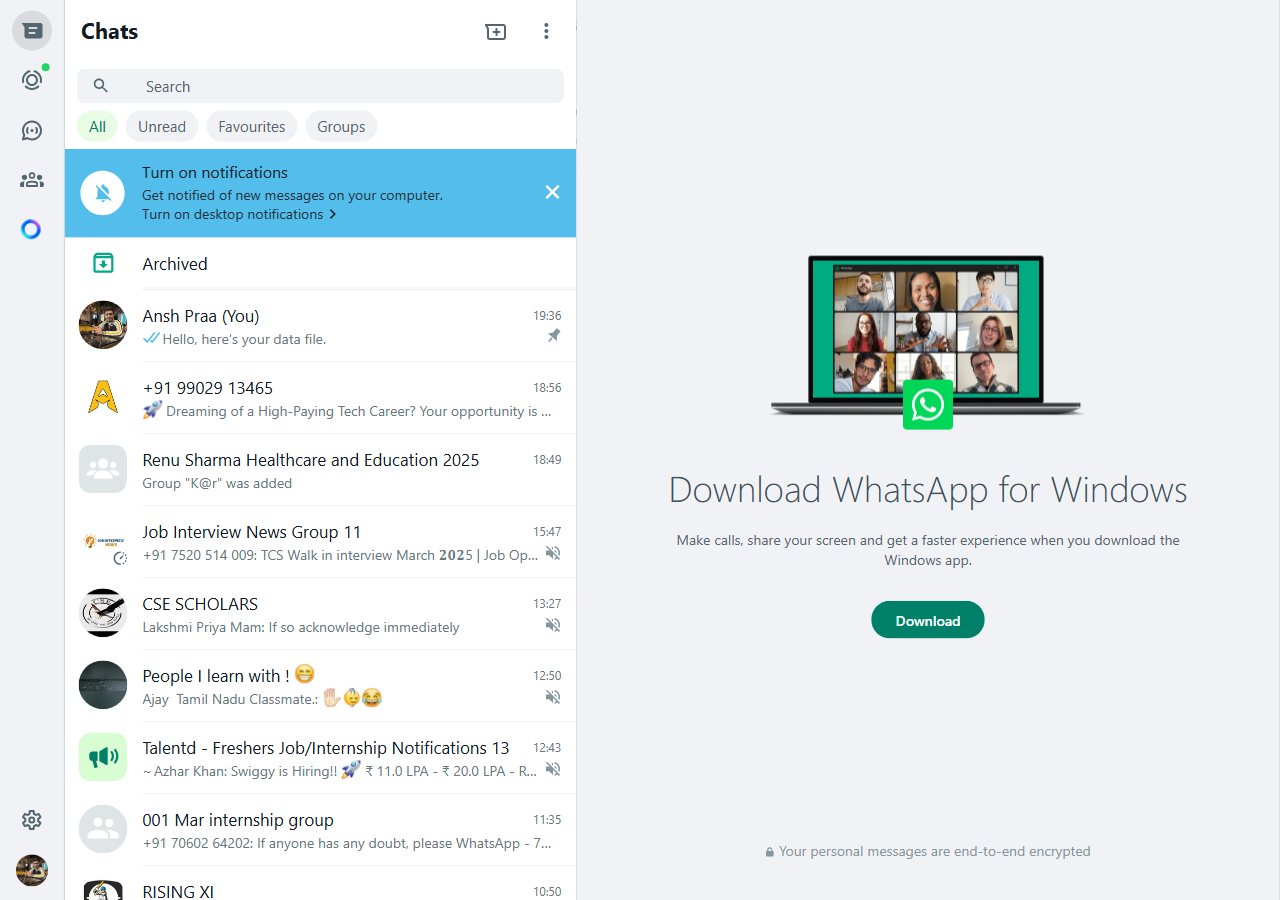 Chats
Search
All
Unread
Favourites
Groups
Turn on notifications
Get notified of new messages on your computer.
Turn on desktop notifications
Archived
Ansh Praa (You)
19:36
Hello, here's your data file.
+91 99029 13465
18:56
🚀 Dreaming of a High-Paying Tech Career? Your opportunity is ...
Renu Sharma Healthcare and Education 2025
18:49
Group "K@r" was added
Job Interview News Group 11
15:47
+91 7520 514 009: TCS Walk in interview March 𝟐𝟎𝟐5 | Job Op...
CSE SCHOLARS
13:27
Lakshmi Priya Mam: If so acknowledge immediately
People I learn with ! 😁
12:50
Ajay  Tamil Nadu Classmate.: 🤚🏻🫡😂
Talentd - Freshers Job/Internship Notifications 13
12:43
~ Azhar Khan: Swiggy is Hiring!! 🚀 ₹ 11.0 LPA - ₹ 20.0 LPA - R...
001 Mar internship group
11:35
+91 70602 64202: If anyone has any doubt, please WhatsApp - 7...
RISING XI
10:50
Download WhatsApp for Windows
Make calls, share your screen and get a faster experience when you download the
Windows app.
Download
Your personal messages are end-to-end encrypted